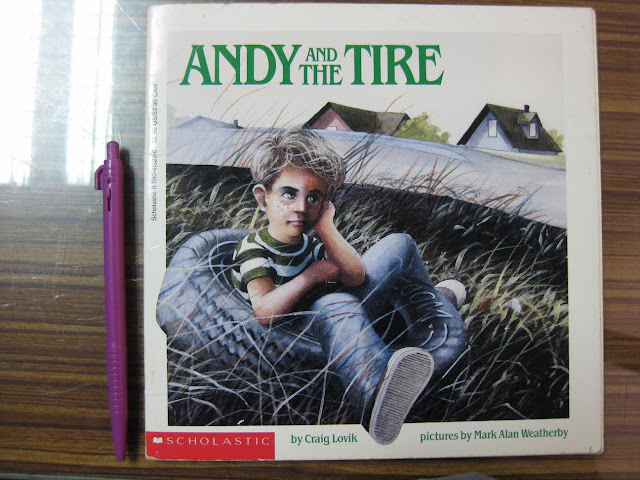 ANDY AND THE TIRE
SCHOLASTIC
by Craig Lovik
pictures by Mark Alan Weatherby